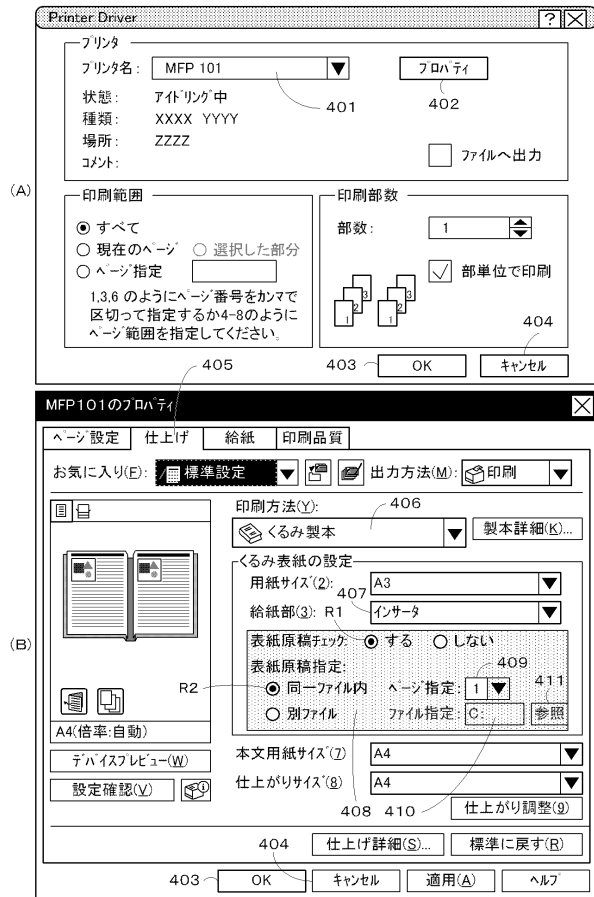 Printer Driver
?
プリンタ
プリンタ名: MFP 101
プロパティ
401
402
状態: アイドリング中
種類: XXXX YYYY
場所: ZZZZ
コメント:
ファイルへ出力
(A)
印刷範囲
すべて
現在のページ 選択した部分
ページ指定
1,3,6 のようにページ番号をカンマで
区切って指定するか4-8のように
ページ範囲を指定してください。
印刷部数
部数: 1
部単位で印刷
1 2 3 1 2 3
404
403 OK キャンセル
405
MFP101のプロパティ
ページ設定 仕上げ 給紙 印刷品質
お気に入り(F): 標準設定 出力方法(M): 印刷
(B)
A4(倍率:自動)
デバイスプレビュー(W)
設定確認(V)
印刷方法(Y): 406
くるみ製本 製本詳細(K)...
くるみ表紙の設定
用紙サイズ(2): A3
407
給紙部(3): R1 インサータ
表紙原稿チェック: する しない
表紙原稿指定: 409
R2 同一ファイル内 ページ指定: 1 411
別ファイル ファイル指定: C: 参照
本文用紙サイズ(7) A4
仕上がりサイズ(8) A4
408 410 仕上がり調整(9)
404 仕上げ詳細(S)... 標準に戻す(R)
403 OK キャンセル 適用(A) ヘルプ